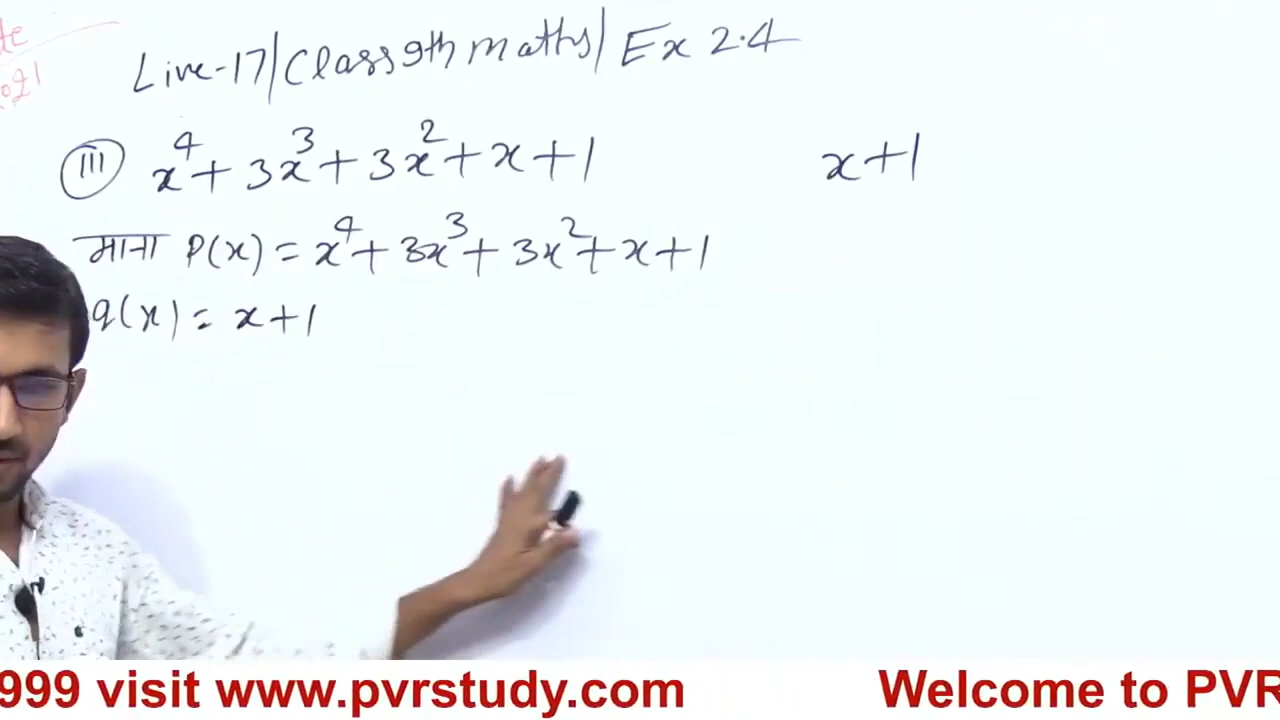 Live-17/Class 9th maths/ Ex 2.4
(III) x⁴ + 3x³ + 3x² + x + 1 x + 1
माना P(x) = x⁴ + 3x³ + 3x² + x + 1
q(x) = x + 1
999 visit www.pvrstudy.com Welcome to PVR